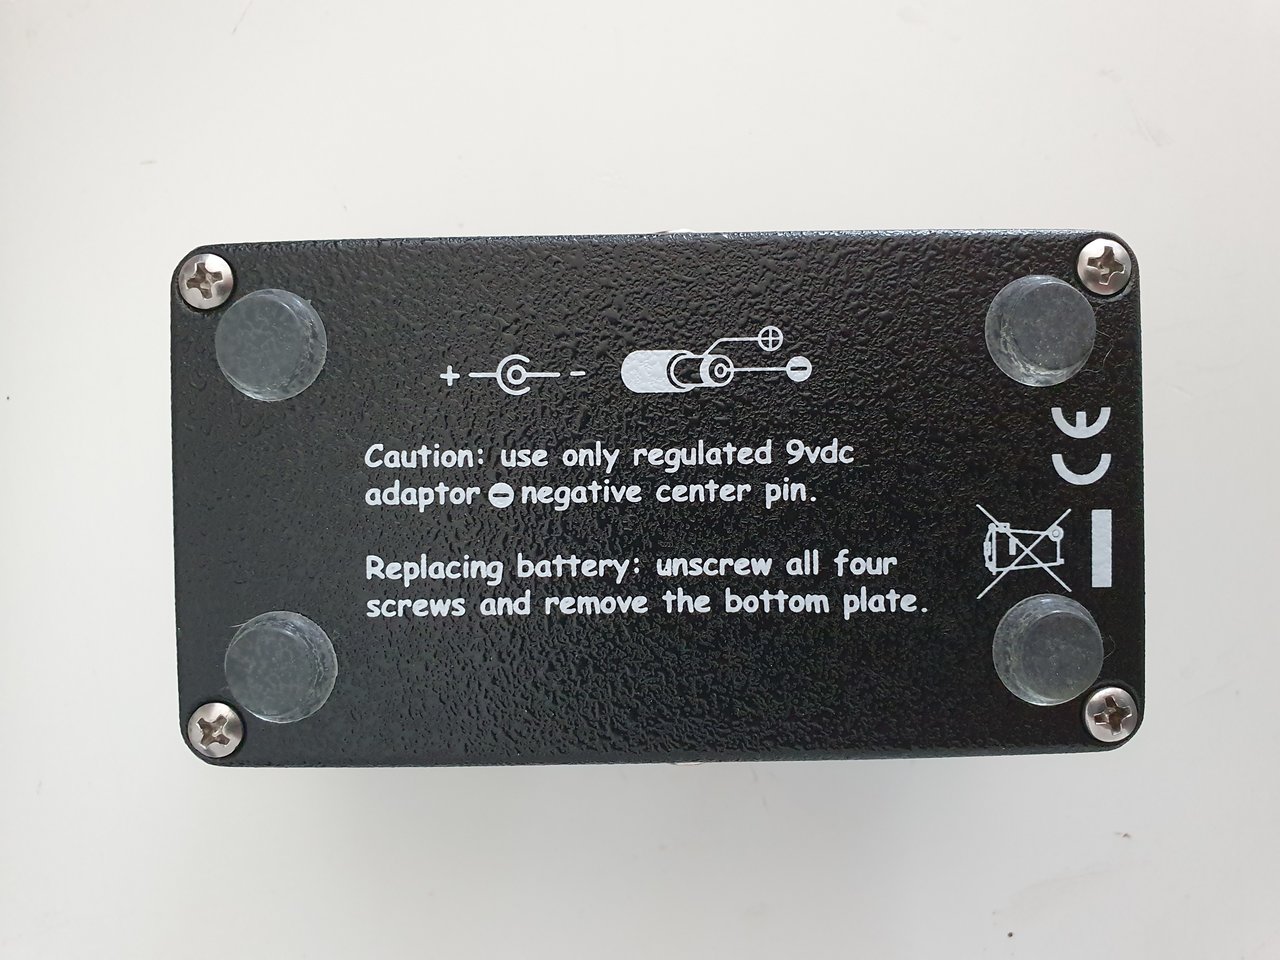 + -
Caution: use only regulated 9vdc
adaptor ⊖ negative center pin.
Replacing battery: unscrew all four
screws and remove the bottom plate.
CE